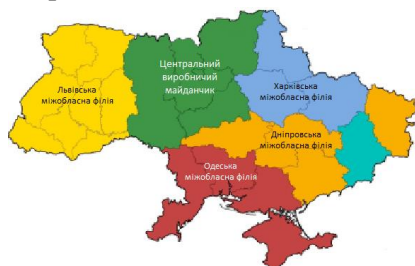 Центральний
виробничий
майданчик
Львівська
міжобласна філія
Харківська
міжобласна філія
Дніпровська
міжобласна філія
Одеська
міжобласна філія